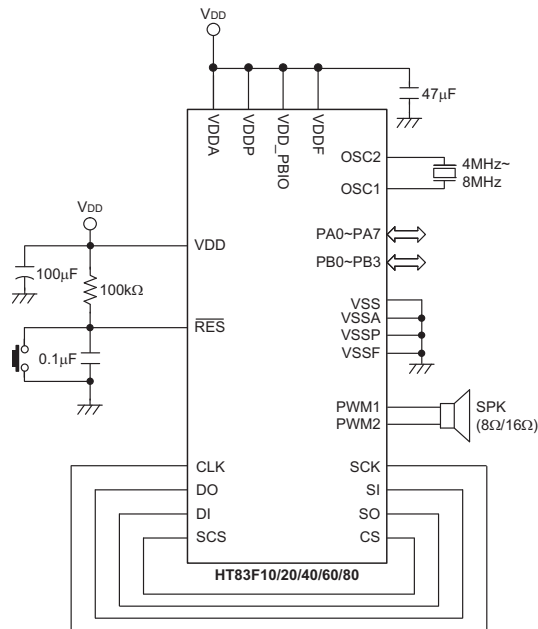 VDD
47μF
VDDA
VDDP
VDD_PBIO
VDDF
OSC2
OSC1
4MHz~
8MHz
VDD
PA0~PA7
PB0~PB3
VDD
100μF
100kΩ
RES
0.1μF
VSS
VSSA
VSSP
VSSF
PWM1
PWM2
SPK
(8Ω/16Ω)
CLK
DO
DI
SCS
SCK
SI
SO
CS
HT83F10/20/40/60/80